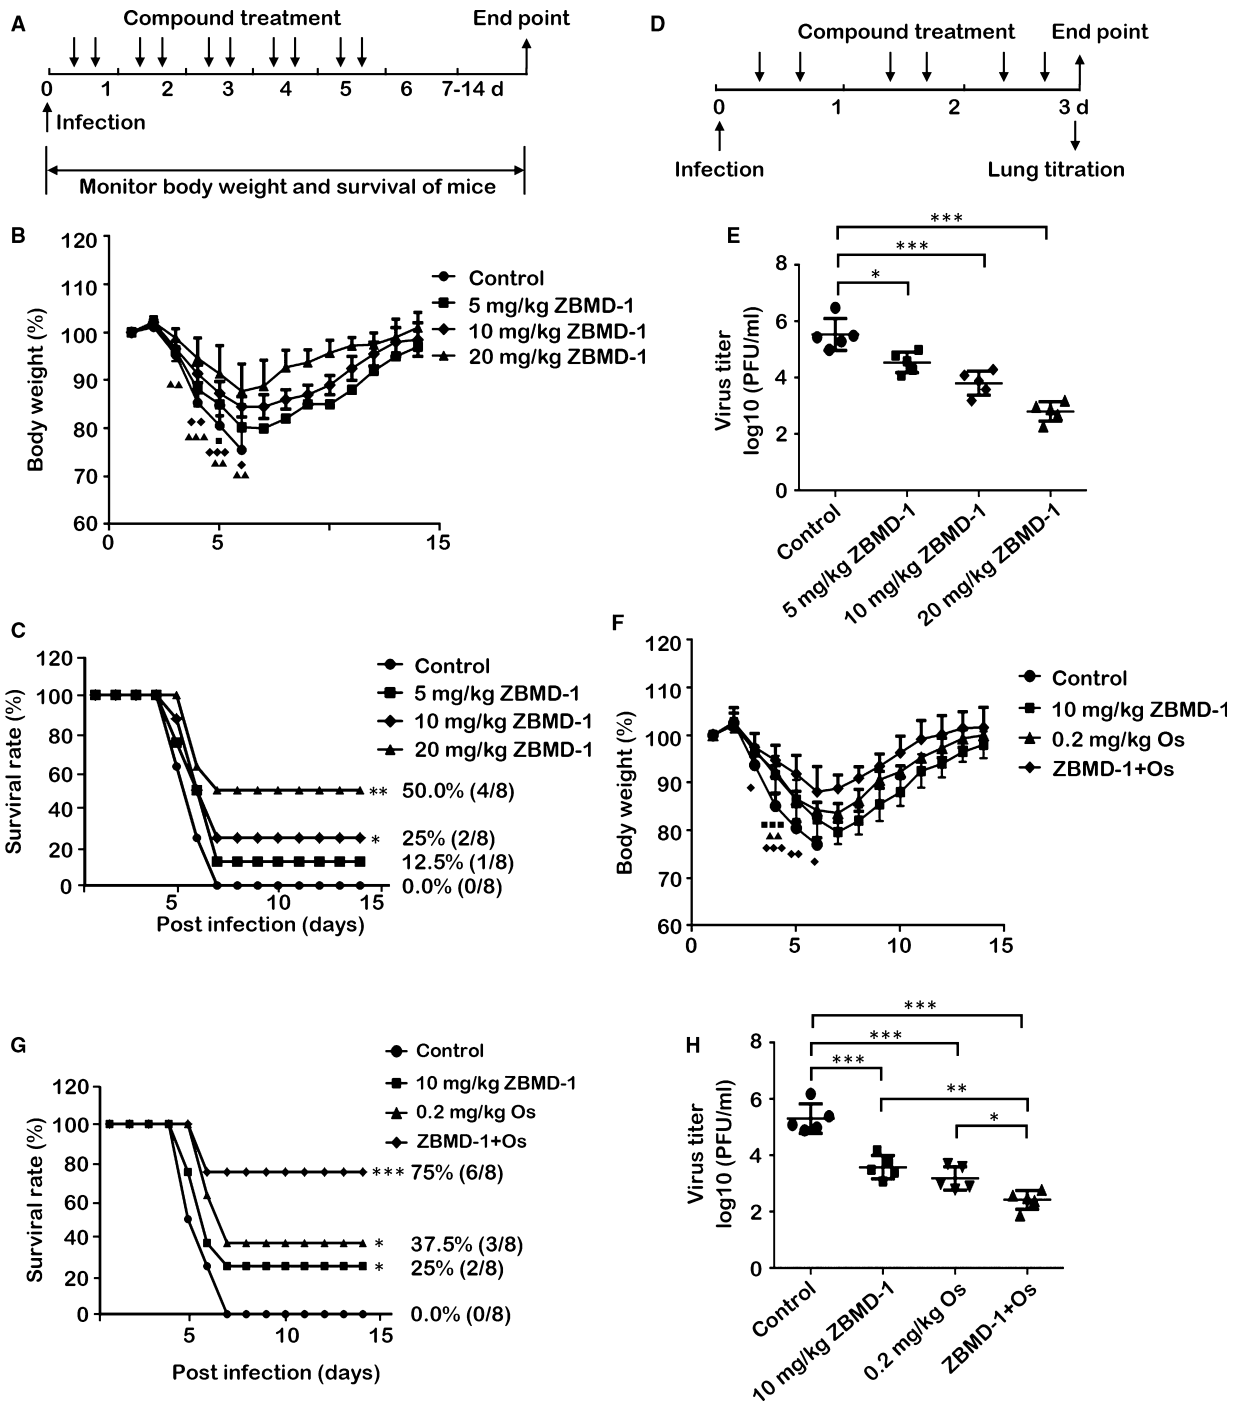 A
Compound treatment
End point
0 1 2 3 4 5 6 7-14 d
Infection
Monitor body weight and survival of mice
D
Compound treatment
End point
0 1 2 3 d
Infection
Lung titration
B
Body weight (%)
120
110
100
90
80
70
60
0 5 15
Control
5 mg/kg ZBMD-1
10 mg/kg ZBMD-1
20 mg/kg ZBMD-1
E
Virus titer
log10 (PFU/ml)
***
***
*
8
6
4
2
0
Control
5 mg/kg ZBMD-1
10 mg/kg ZBMD-1
20 mg/kg ZBMD-1
C
Surviral rate (%)
120
100
80
60
40
20
0
5 10 15
Post infection (days)
Control
5 mg/kg ZBMD-1
10 mg/kg ZBMD-1
20 mg/kg ZBMD-1
** 50.0% (4/8)
* 25% (2/8)
12.5% (1/8)
0.0% (0/8)
F
Body weight (%)
120
110
100
90
80
70
60
0 5 10 15
Control
10 mg/kg ZBMD-1
0.2 mg/kg Os
ZBMD-1+Os
G
Surviral rate (%)
120
100
80
60
40
20
0
5 10 15
Post infection (days)
Control
10 mg/kg ZBMD-1
0.2 mg/kg Os
ZBMD-1+Os
*** 75% (6/8)
* 37.5% (3/8)
* 25% (2/8)
0.0% (0/8)
H
Virus titer
log10 (PFU/ml)
***
***
***
**
*
8
6
4
2
0
Control
10 mg/kg ZBMD-1
0.2 mg/kg Os
ZBMD-1+Os